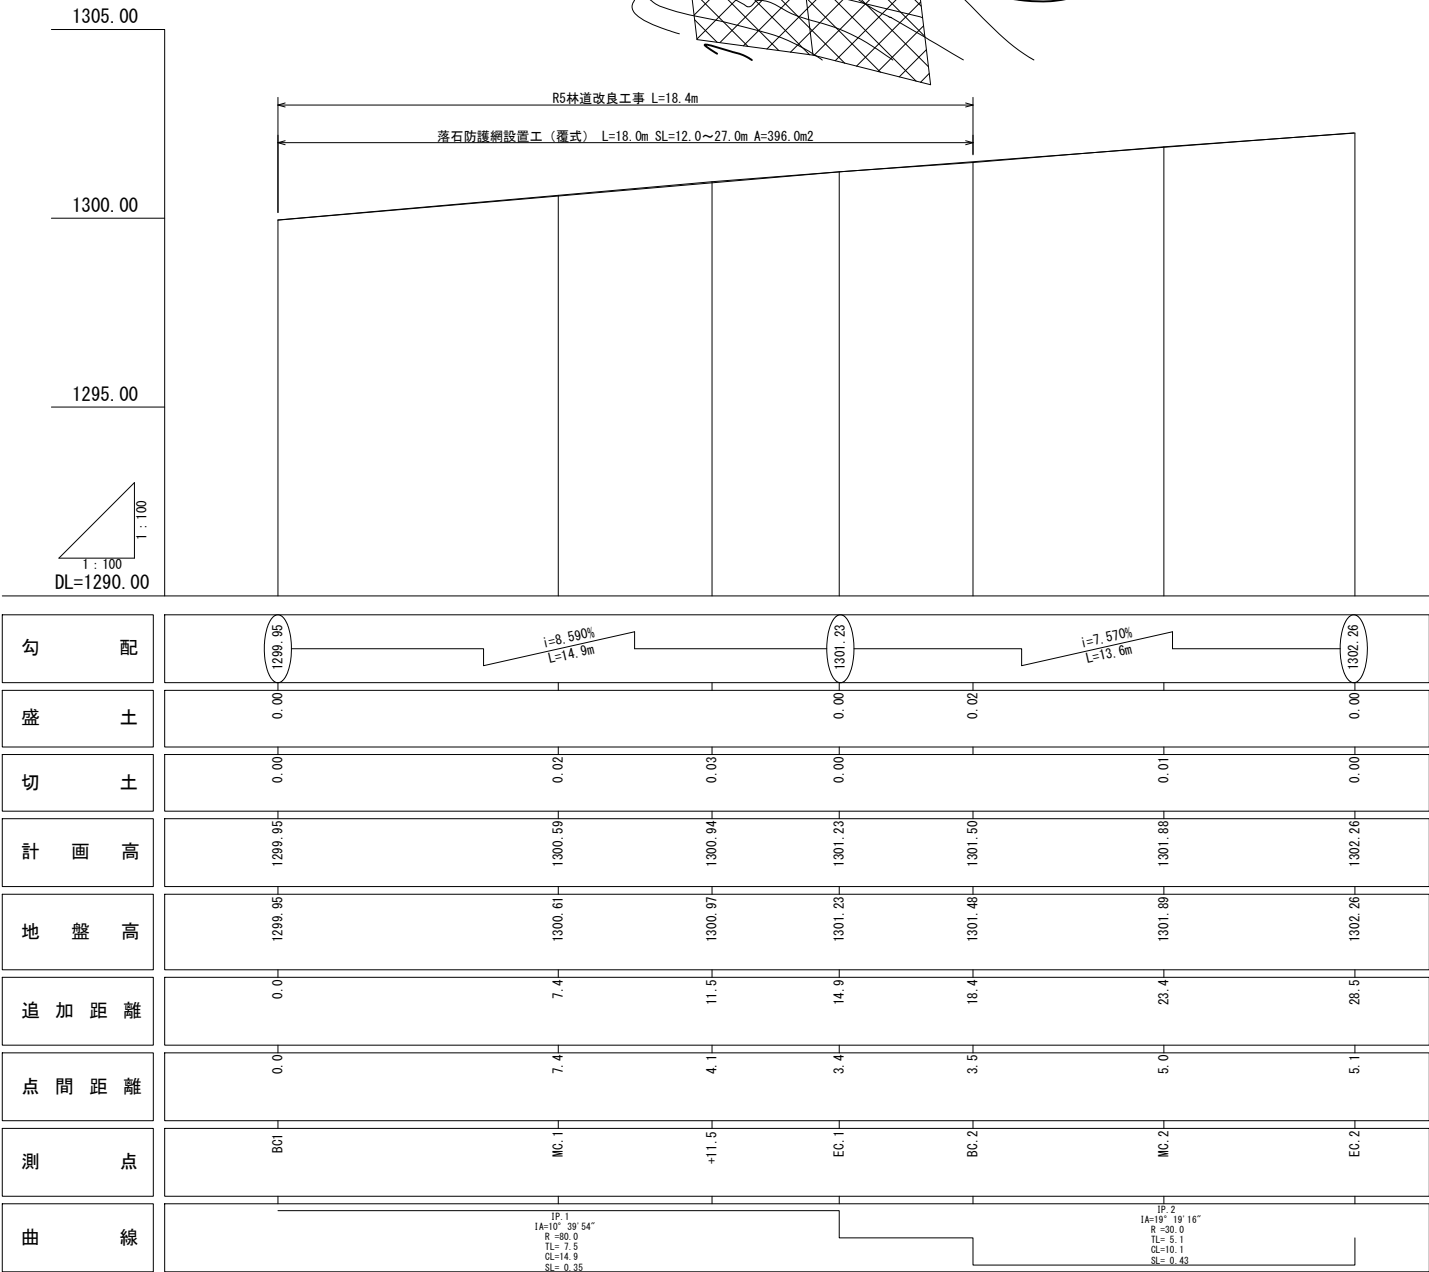 1305.00
R5林道改良工事 L=18.4m
落石防護網設置工（覆式） L=18.0m SL=12.0～27.0m A=396.0m2
1300.00
1295.00
1：100
1：100
DL=1290.00
勾配 1299.95 i=8.590% L=14.9m 1301.23 i=7.570% L=13.6m 1302.26
盛土 0.00 0.00 0.02 0.00
切土 0.00 0.02 0.03 0.00 0.01 0.00
計画高 1299.95 1300.59 1300.94 1301.23 1301.50 1301.88 1302.26
地盤高 1299.95 1300.61 1300.97 1301.23 1301.48 1301.89 1302.26
追加距離 0.0 7.4 11.5 14.9 18.4 23.4 28.5
点間距離 0.0 7.4 4.1 3.4 3.5 5.0 5.1
測点 BC1 MC.1 +11.5 EC.1 BC.2 MC.2 EC.2
曲線
IP.1
IA=10° 39′54″
R =80.0
TL= 7.5
CL=14.9
SL= 0.35
IP.2
IA=19° 19′16″
R =30.0
TL= 5.1
CL=10.1
SL= 0.43